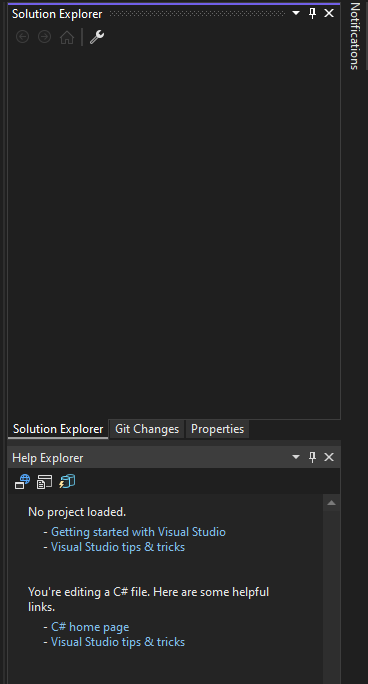 Solution Explorer
Notifications
Solution Explorer Git Changes Properties
Help Explorer
No project loaded.
- Getting started with Visual Studio
- Visual Studio tips & tricks
You're editing a C# file. Here are some helpful
links.
- C# home page
- Visual Studio tips & tricks